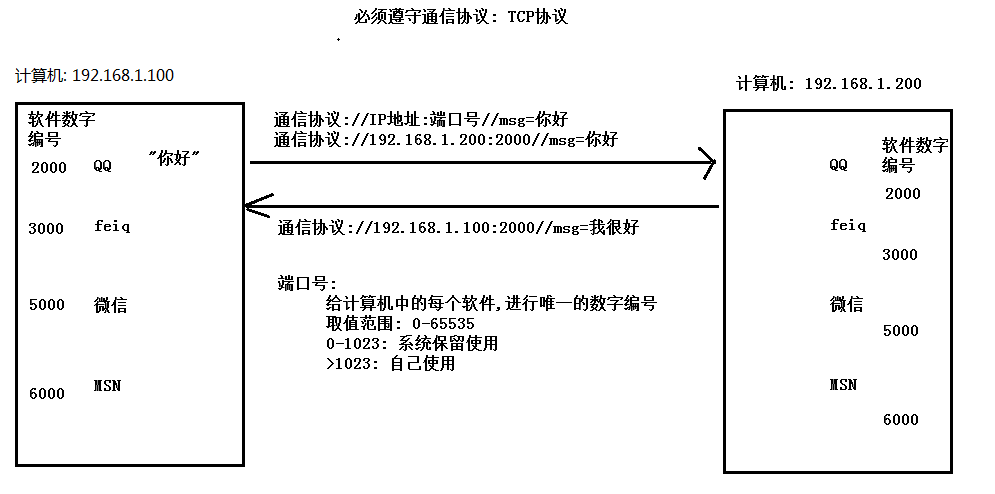 必须遵守通信协议: TCP协议
计算机: 192.168.1.100
软件数字
编号
2000 QQ "你好"
3000 feiq
5000 微信
6000 MSN
通信协议://IP地址:端口号//msg=你好
通信协议://192.168.1.200:2000//msg=你好
通信协议://192.168.1.100:2000//msg=我很好
端口号:
给计算机中的每个软件,进行唯一的数字编号
取值范围: 0-65535
0-1023: 系统保留使用
>1023: 自己使用
计算机: 192.168.1.200
软件数字
QQ 编号
2000
feiq
3000
微信
5000
MSN
6000